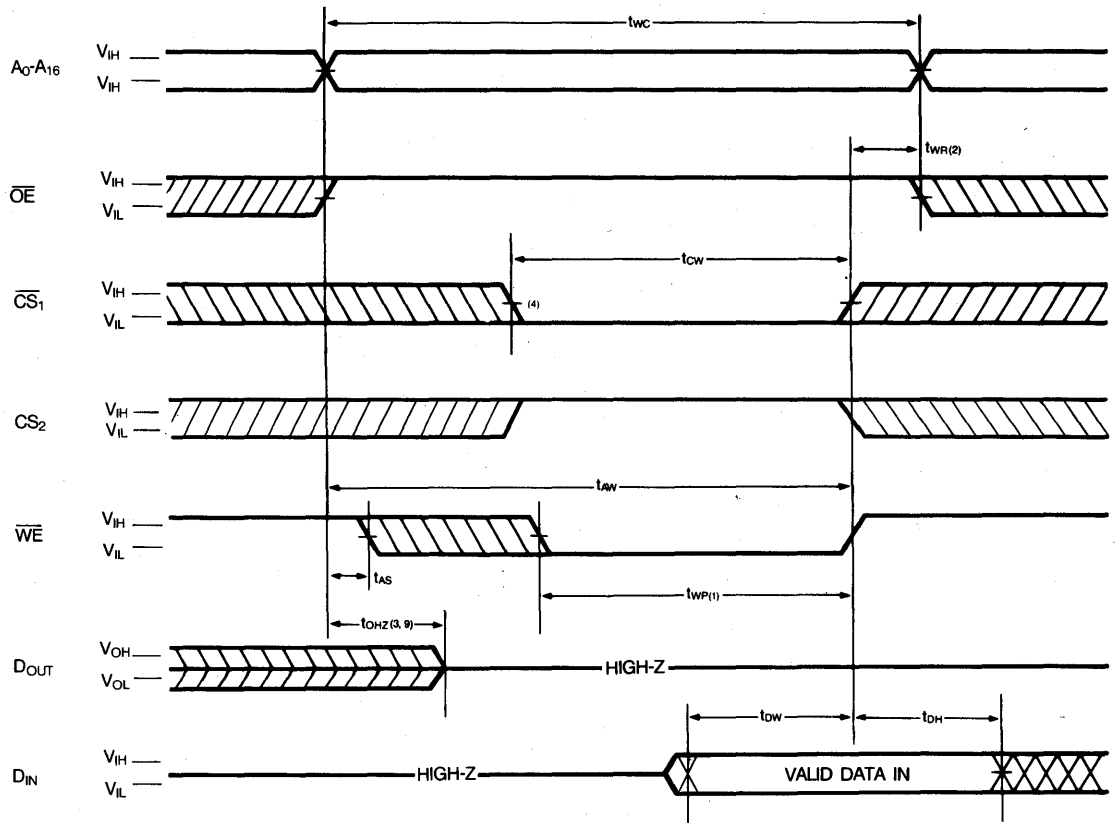 tWC
A0-A16
VIH
VIH
tWR(2)
OE
VIH
VIL
tCW
CS1
VIH
VIL
(4)
CS2
VIH
VIL
tAW
WE
VIH
VIL
tAS
tWP(1)
tOHZ(3, 9)
DOUT
VOH
VOL
HIGH-Z
tDW
tDH
DIN
VIH
VIL
HIGH-Z
VALID DATA IN